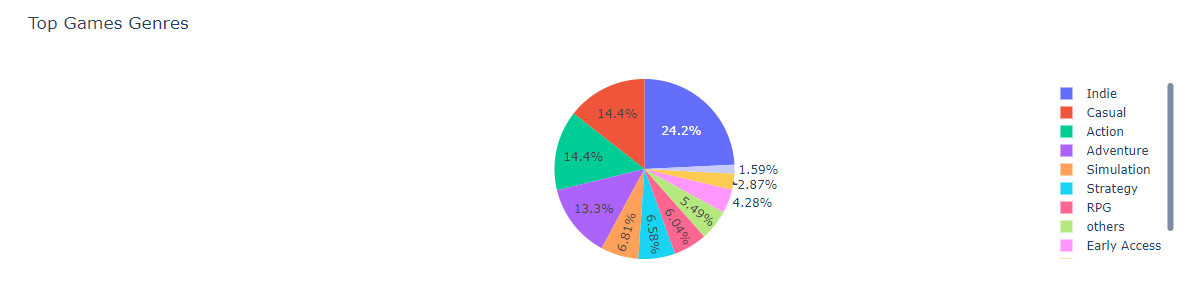 Top Games Genres
24.2%
14.4%
14.4%
13.3%
6.81%
6.58%
6.04%
5.49%
4.28%
2.87%
1.59%
Indie
Casual
Action
Adventure
Simulation
Strategy
RPG
others
Early Access